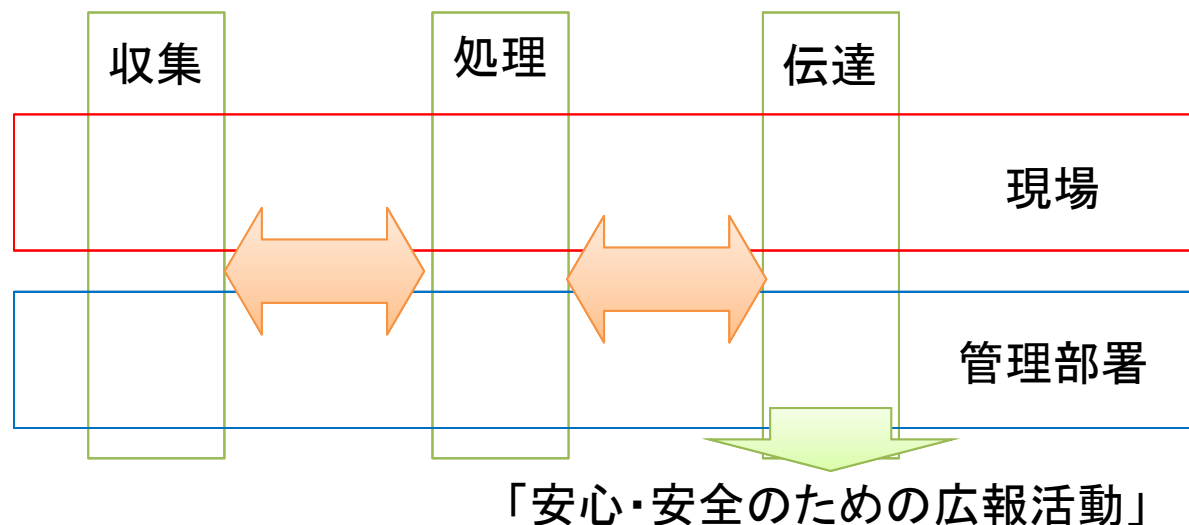 収集
処理
伝達
現場
管理部署
「安心・安全のための広報活動」